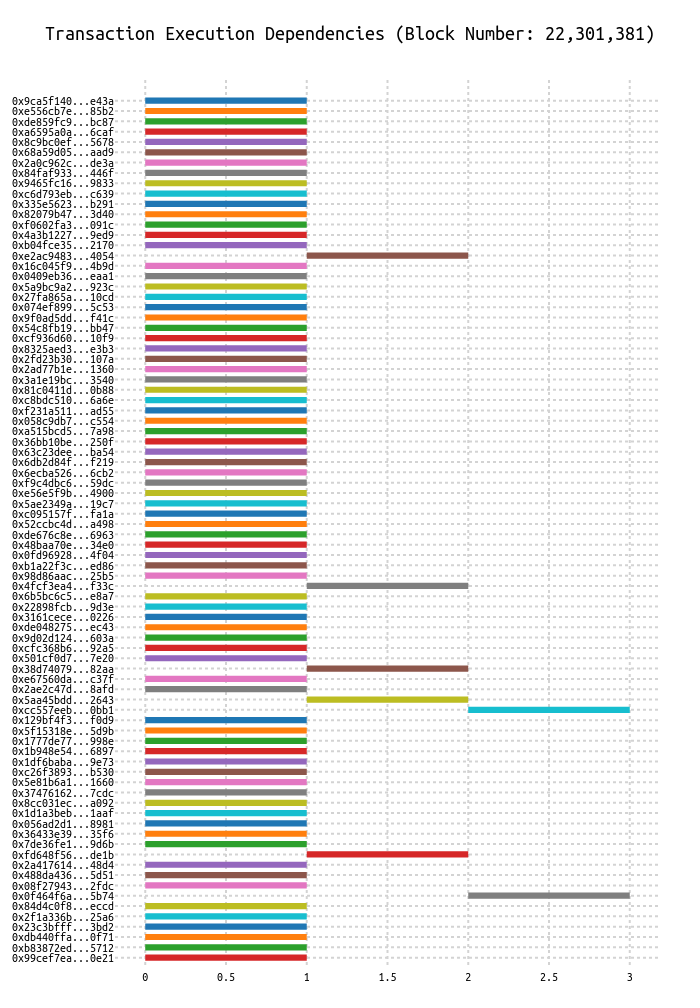 Transaction Execution Dependencies (Block Number: 22,301,381)
0x9ca5f140...e43a
0xe556cb7e...85b2
0xde859fc9...bc87
0xa6595a0a...6caf
0x8c9bc0ef...5678
0x68a59d05...aad9
0x2a0c962c...de3a
0x84faf933...446f
0x9465fc16...9833
0xc6d793eb...c639
0x335e5623...b291
0x82079b47...3d40
0xf0602fa3...091c
0x4a3b1227...9ed9
0xb04fce35...2170
0xe2ac9483...4054
0x16c045f9...4b9d
0x0409eb36...eaa1
0x5a9bc9a2...923c
0x27fa865a...10cd
0x074ef899...5c53
0x9f0ad5dd...f41c
0x54c8fb19...bb47
0xcf936d60...10f9
0x8325aed3...e3b3
0x2fd23b30...107a
0x2ad77b1e...1360
0x3a1e19bc...3540
0x81c0411d...0b88
0xc8bdc510...6a6e
0xf231a511...ad55
0x058c9db7...c554
0xa515bcd5...7a98
0x36bb10be...250f
0x63c23dee...ba54
0x6db2d84f...f219
0x6ecba526...6cb2
0xf9c4dbc6...59dc
0xe56e5f9b...4900
0x5ae2349a...19c7
0xc095157f...fa1a
0x52ccbc4d...a498
0xde676c8e...6963
0x48baa70e...34e0
0x0fd96928...4f04
0xb1a22f3c...ed86
0x98d86aac...25b5
0x4fcf3ea4...f33c
0x6b5bc6c5...e8a7
0x22898fcb...9d3e
0x3161cece...0226
0xde048275...ec43
0x9d02d124...603a
0xcfc368b6...92a5
0x501cf0d7...7e20
0x38d74079...82aa
0xe67560da...c37f
0x2ae2c47d...8afd
0x5aa45bdd...2643
0xcc557eeb...0bb1
0x129bf4f3...f0d9
0x5f15318e...5d9b
0x1777de77...998e
0x1b948e54...6897
0x1df6baba...9e73
0xc26f3893...b530
0x5e81b6a1...1660
0x37476162...7cdc
0x8cc031ec...a092
0x1d1a3beb...1aaf
0x056ad2d1...8981
0x36433e39...35f6
0x7de36fe1...9d6b
0xfd648f56...de1b
0x2a417614...48d4
0x488da436...5d51
0x08f27943...2fdc
0x0f464f6a...5b74
0x84d4c0f8...eccd
0x2f1a336b...25a6
0x23c3bfff...3bd2
0xdb440ffa...0f71
0xb83872ed...5712
0x99cef7ea...0e21
0 0.5 1 1.5 2 2.5 3